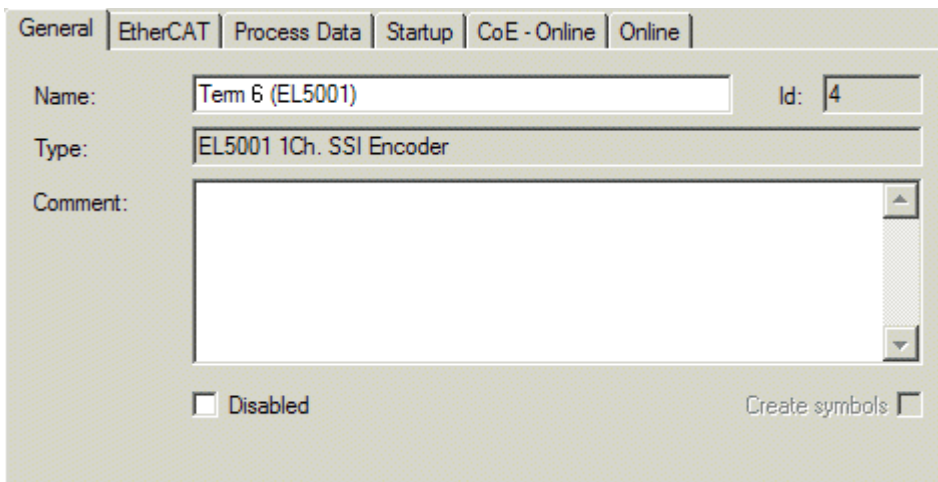 General EtherCAT Process Data Startup CoE - Online Online
Name: Term 6 (EL5001) Id: 4
Type: EL5001 1Ch. SSI Encoder
Comment:
Disabled Create symbols